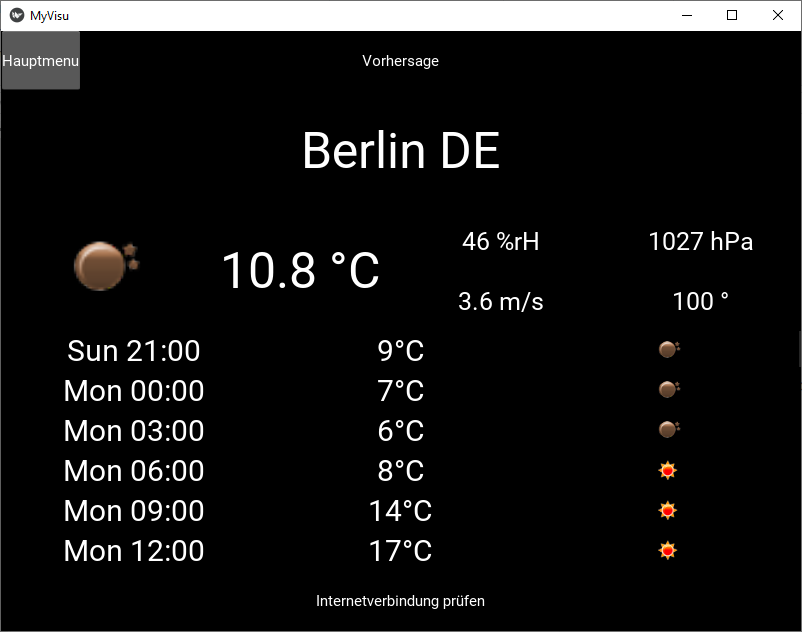 MyVisu
Hauptmenu
Vorhersage
Berlin DE
10.8 °C
46 %rH
1027 hPa
3.6 m/s
100 °
Sun 21:00 9°C
Mon 00:00 7°C
Mon 03:00 6°C
Mon 06:00 8°C
Mon 09:00 14°C
Mon 12:00 17°C
Internetverbindung prüfen